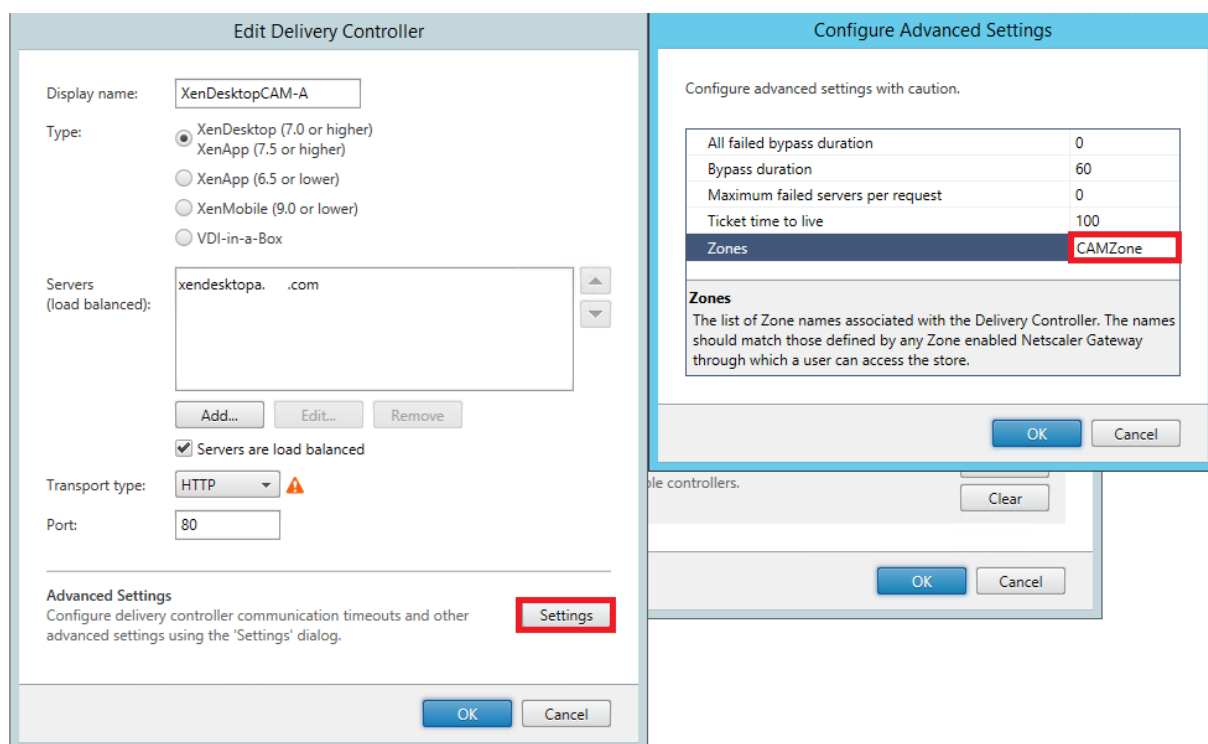 Edit Delivery Controller
Display name:
XenDesktopCAM-A
Type:
XenDesktop (7.0 or higher)
XenApp (7.5 or higher)
XenApp (6.5 or lower)
XenMobile (9.0 or lower)
VDI-in-a-Box
Servers
(load balanced):
xendesktopa. .com
Add... Edit... Remove
Servers are load balanced
Transport type:
HTTP
Port:
80
Advanced Settings
Configure delivery controller communication timeouts and other
advanced settings using the 'Settings' dialog.
Settings
OK Cancel
Configure Advanced Settings
Configure advanced settings with caution.
All failed bypass duration 0
Bypass duration 60
Maximum failed servers per request 0
Ticket time to live 100
Zones CAMZone
Zones
The list of Zone names associated with the Delivery Controller. The names
should match those defined by any Zone enabled Netscaler Gateway
through which a user can access the store.
OK Cancel
ble controllers.
Clear
OK Cancel